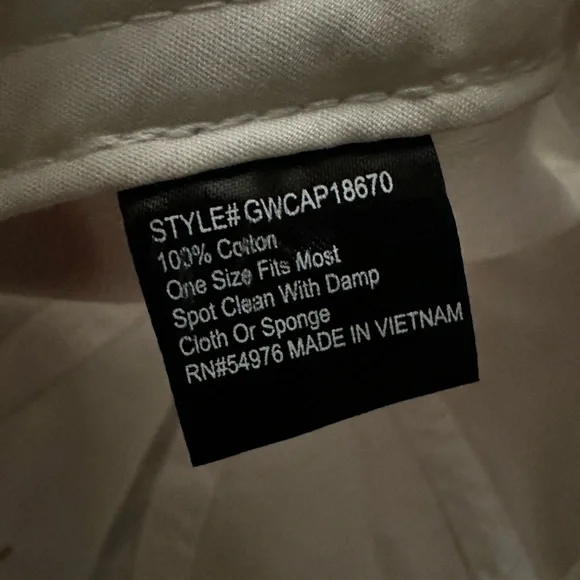 STYLE# GWCAP18670
100% Cotton
One Size Fits Most
Spot Clean With Damp
Cloth Or Sponge
RN#54976 MADE IN VIETNAM